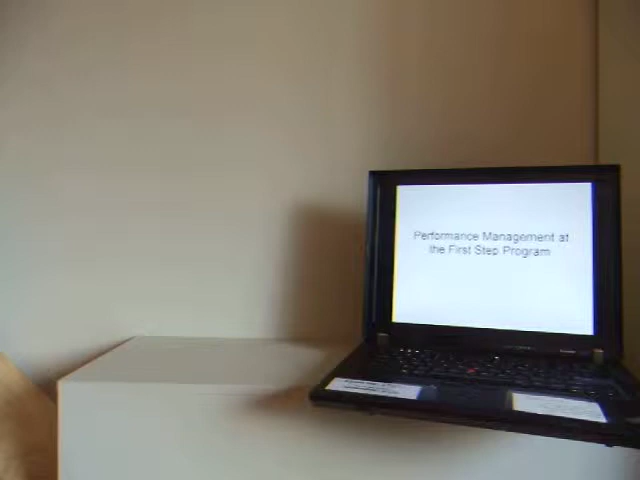 Performance Management at
the First Step Program